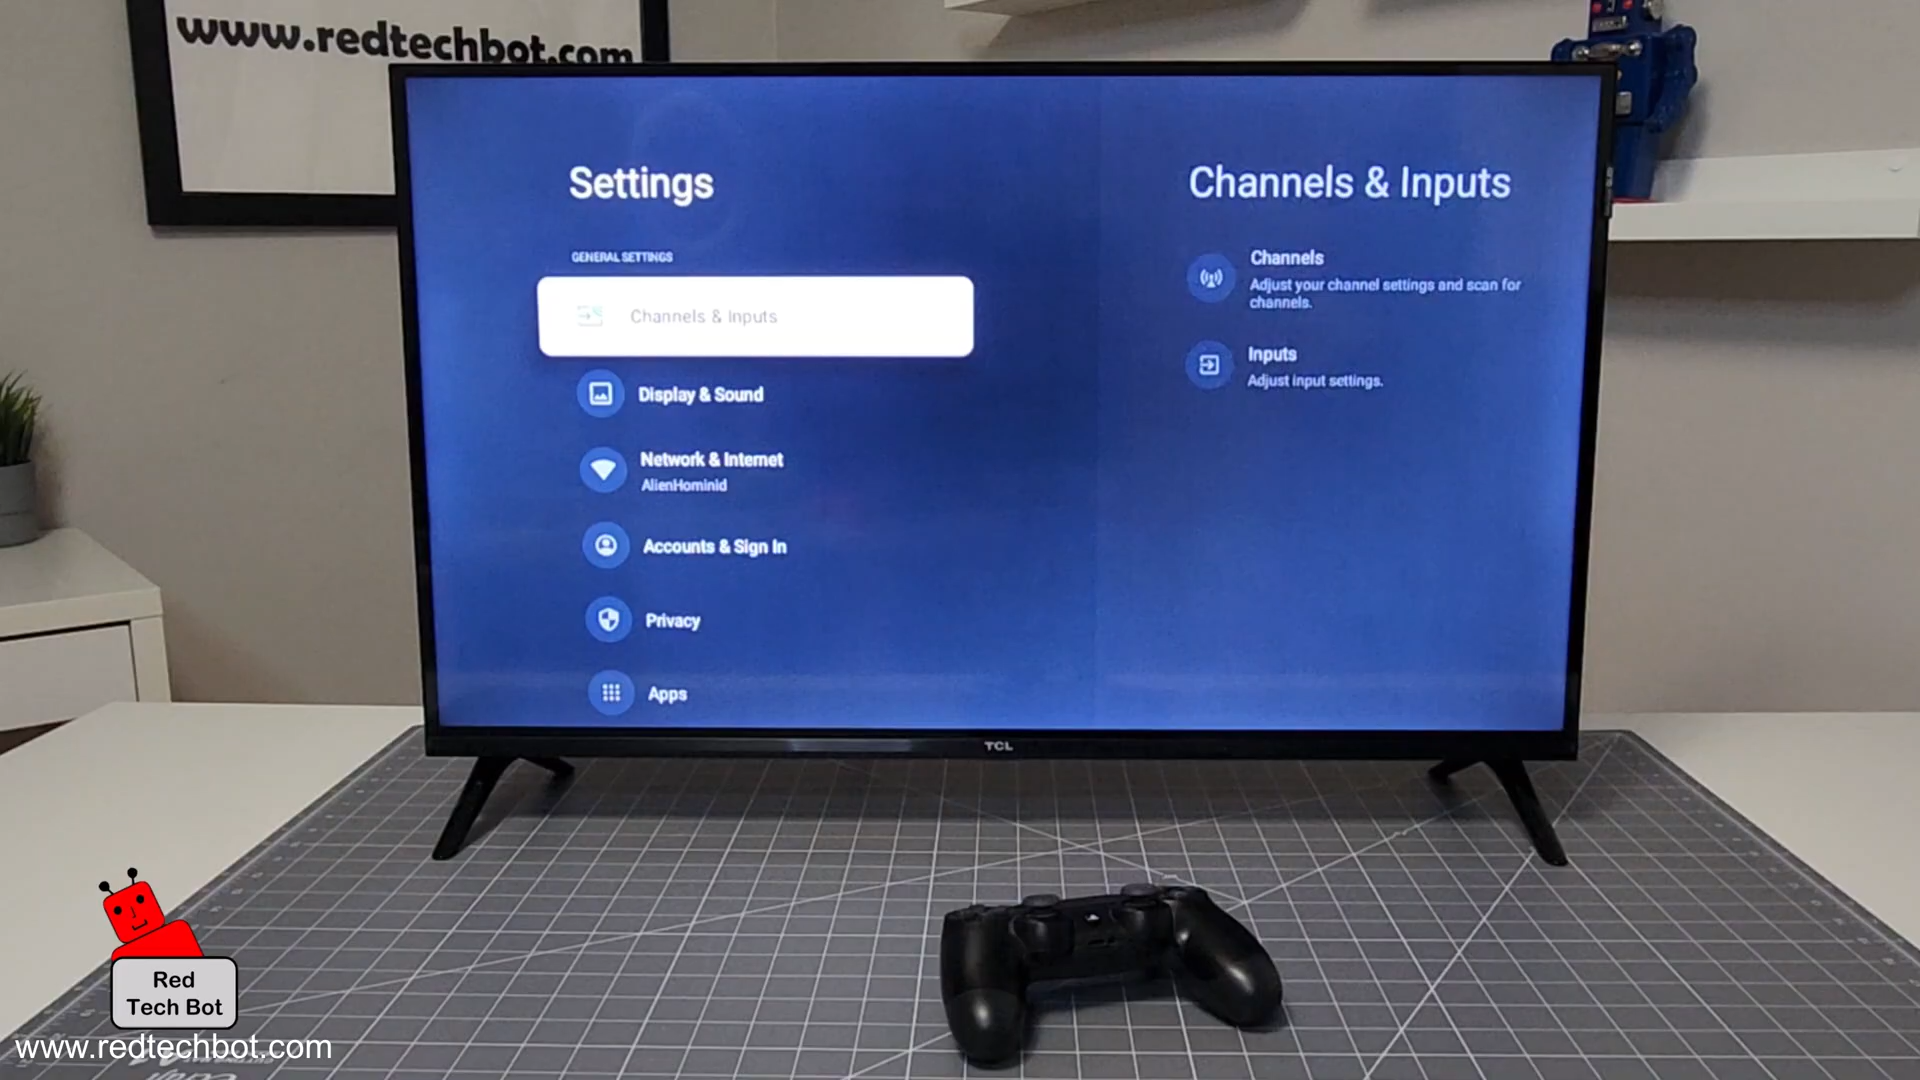 www.redtechbot.com
Settings
GENERAL SETTINGS
Channels & Inputs
Display & Sound
Network & Internet
AlienHominid
Accounts & Sign In
Privacy
Apps
Channels & Inputs
Channels
Adjust your channel settings and scan for
channels.
Inputs
Adjust input settings.
TCL
Red
Tech Bot
www.redtechbot.com